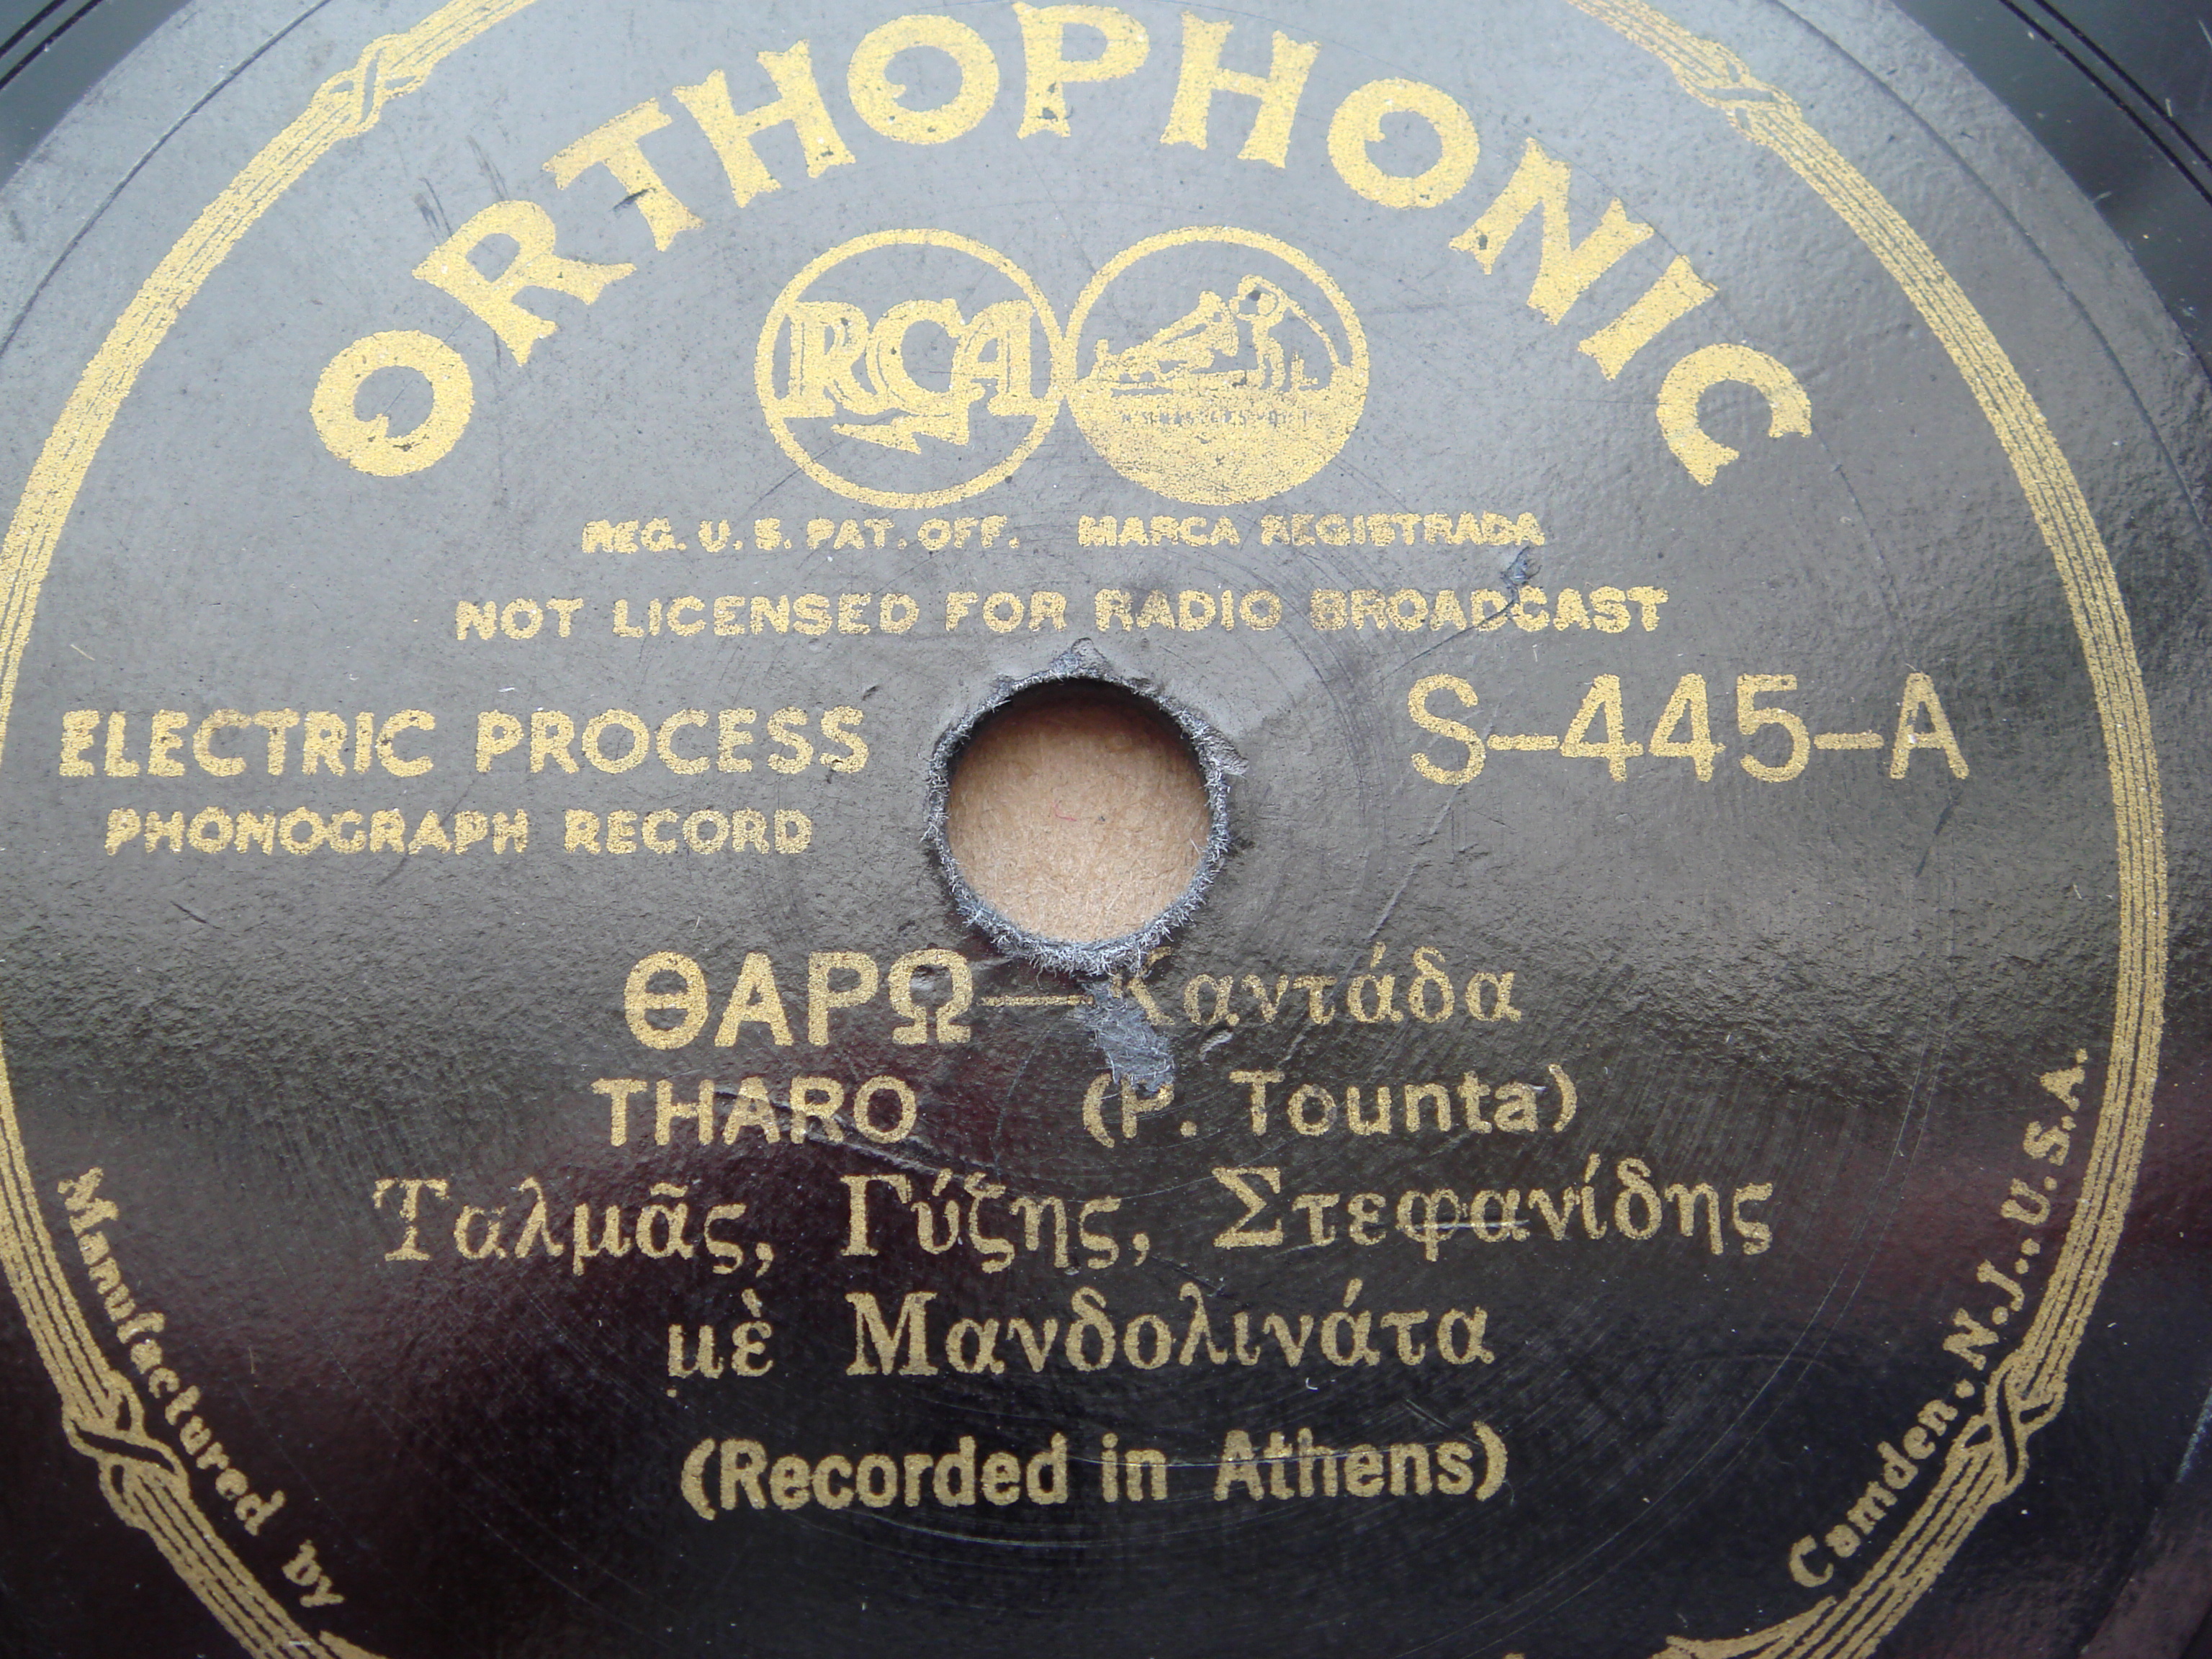 ORTHOPHONIC
RCA
REG. U. S. PAT. OFF. MARCA REGISTRADA
NOT LICENSED FOR RADIO BROADCAST
ELECTRIC PROCESS
PHONOGRAPH RECORD
S-445-A
ΘΑΡΩ—Καντάδα
THARO (P. Tounta)
Ταλμᾶς, Γύζης, Στεφανίδης
μὲ Μανδολινάτα
(Recorded in Athens)
Manufactured by
Camden, N.J., U.S.A.